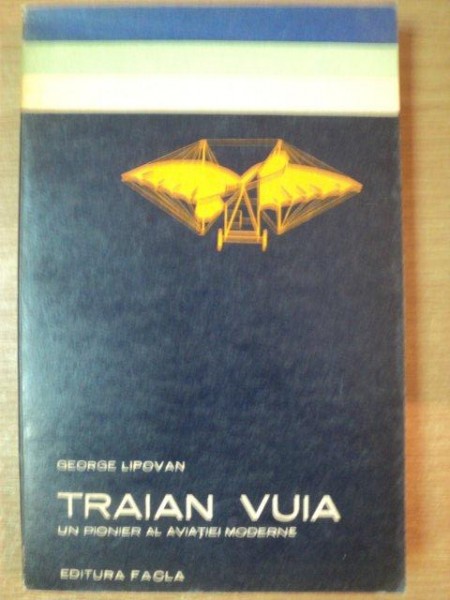 GEORGE LIPOVAN
TRAIAN VUIA
UN PIONIER AL AVIAȚIEI MODERNE
EDITURA FACLA